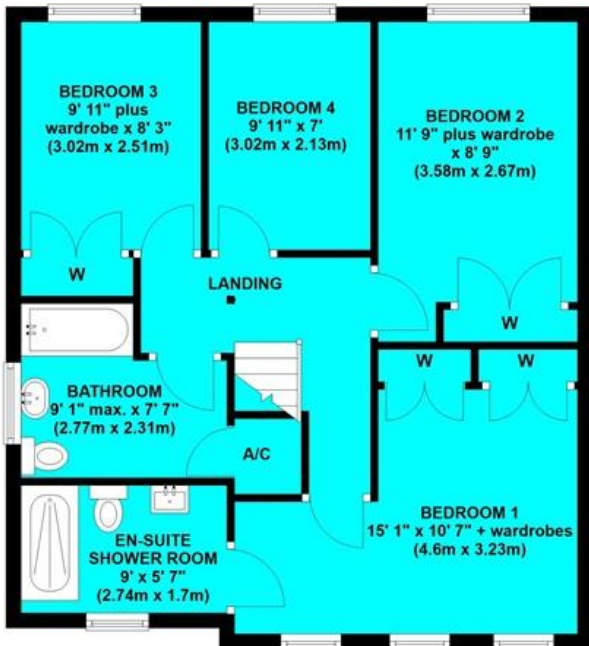 BEDROOM 3
9' 11" plus
wardrobe x 8' 3"
(3.02m x 2.51m)
BEDROOM 4
9' 11" x 7'
(3.02m x 2.13m)
BEDROOM 2
11' 9" plus wardrobe
x 8' 9"
(3.58m x 2.67m)
W
LANDING
W
W
W
BATHROOM
9' 1" max. x 7' 7"
(2.77m x 2.31m)
A/C
BEDROOM 1
15' 1" x 10' 7" + wardrobes
(4.6m x 3.23m)
EN-SUITE
SHOWER ROOM
9' x 5' 7"
(2.74m x 1.7m)